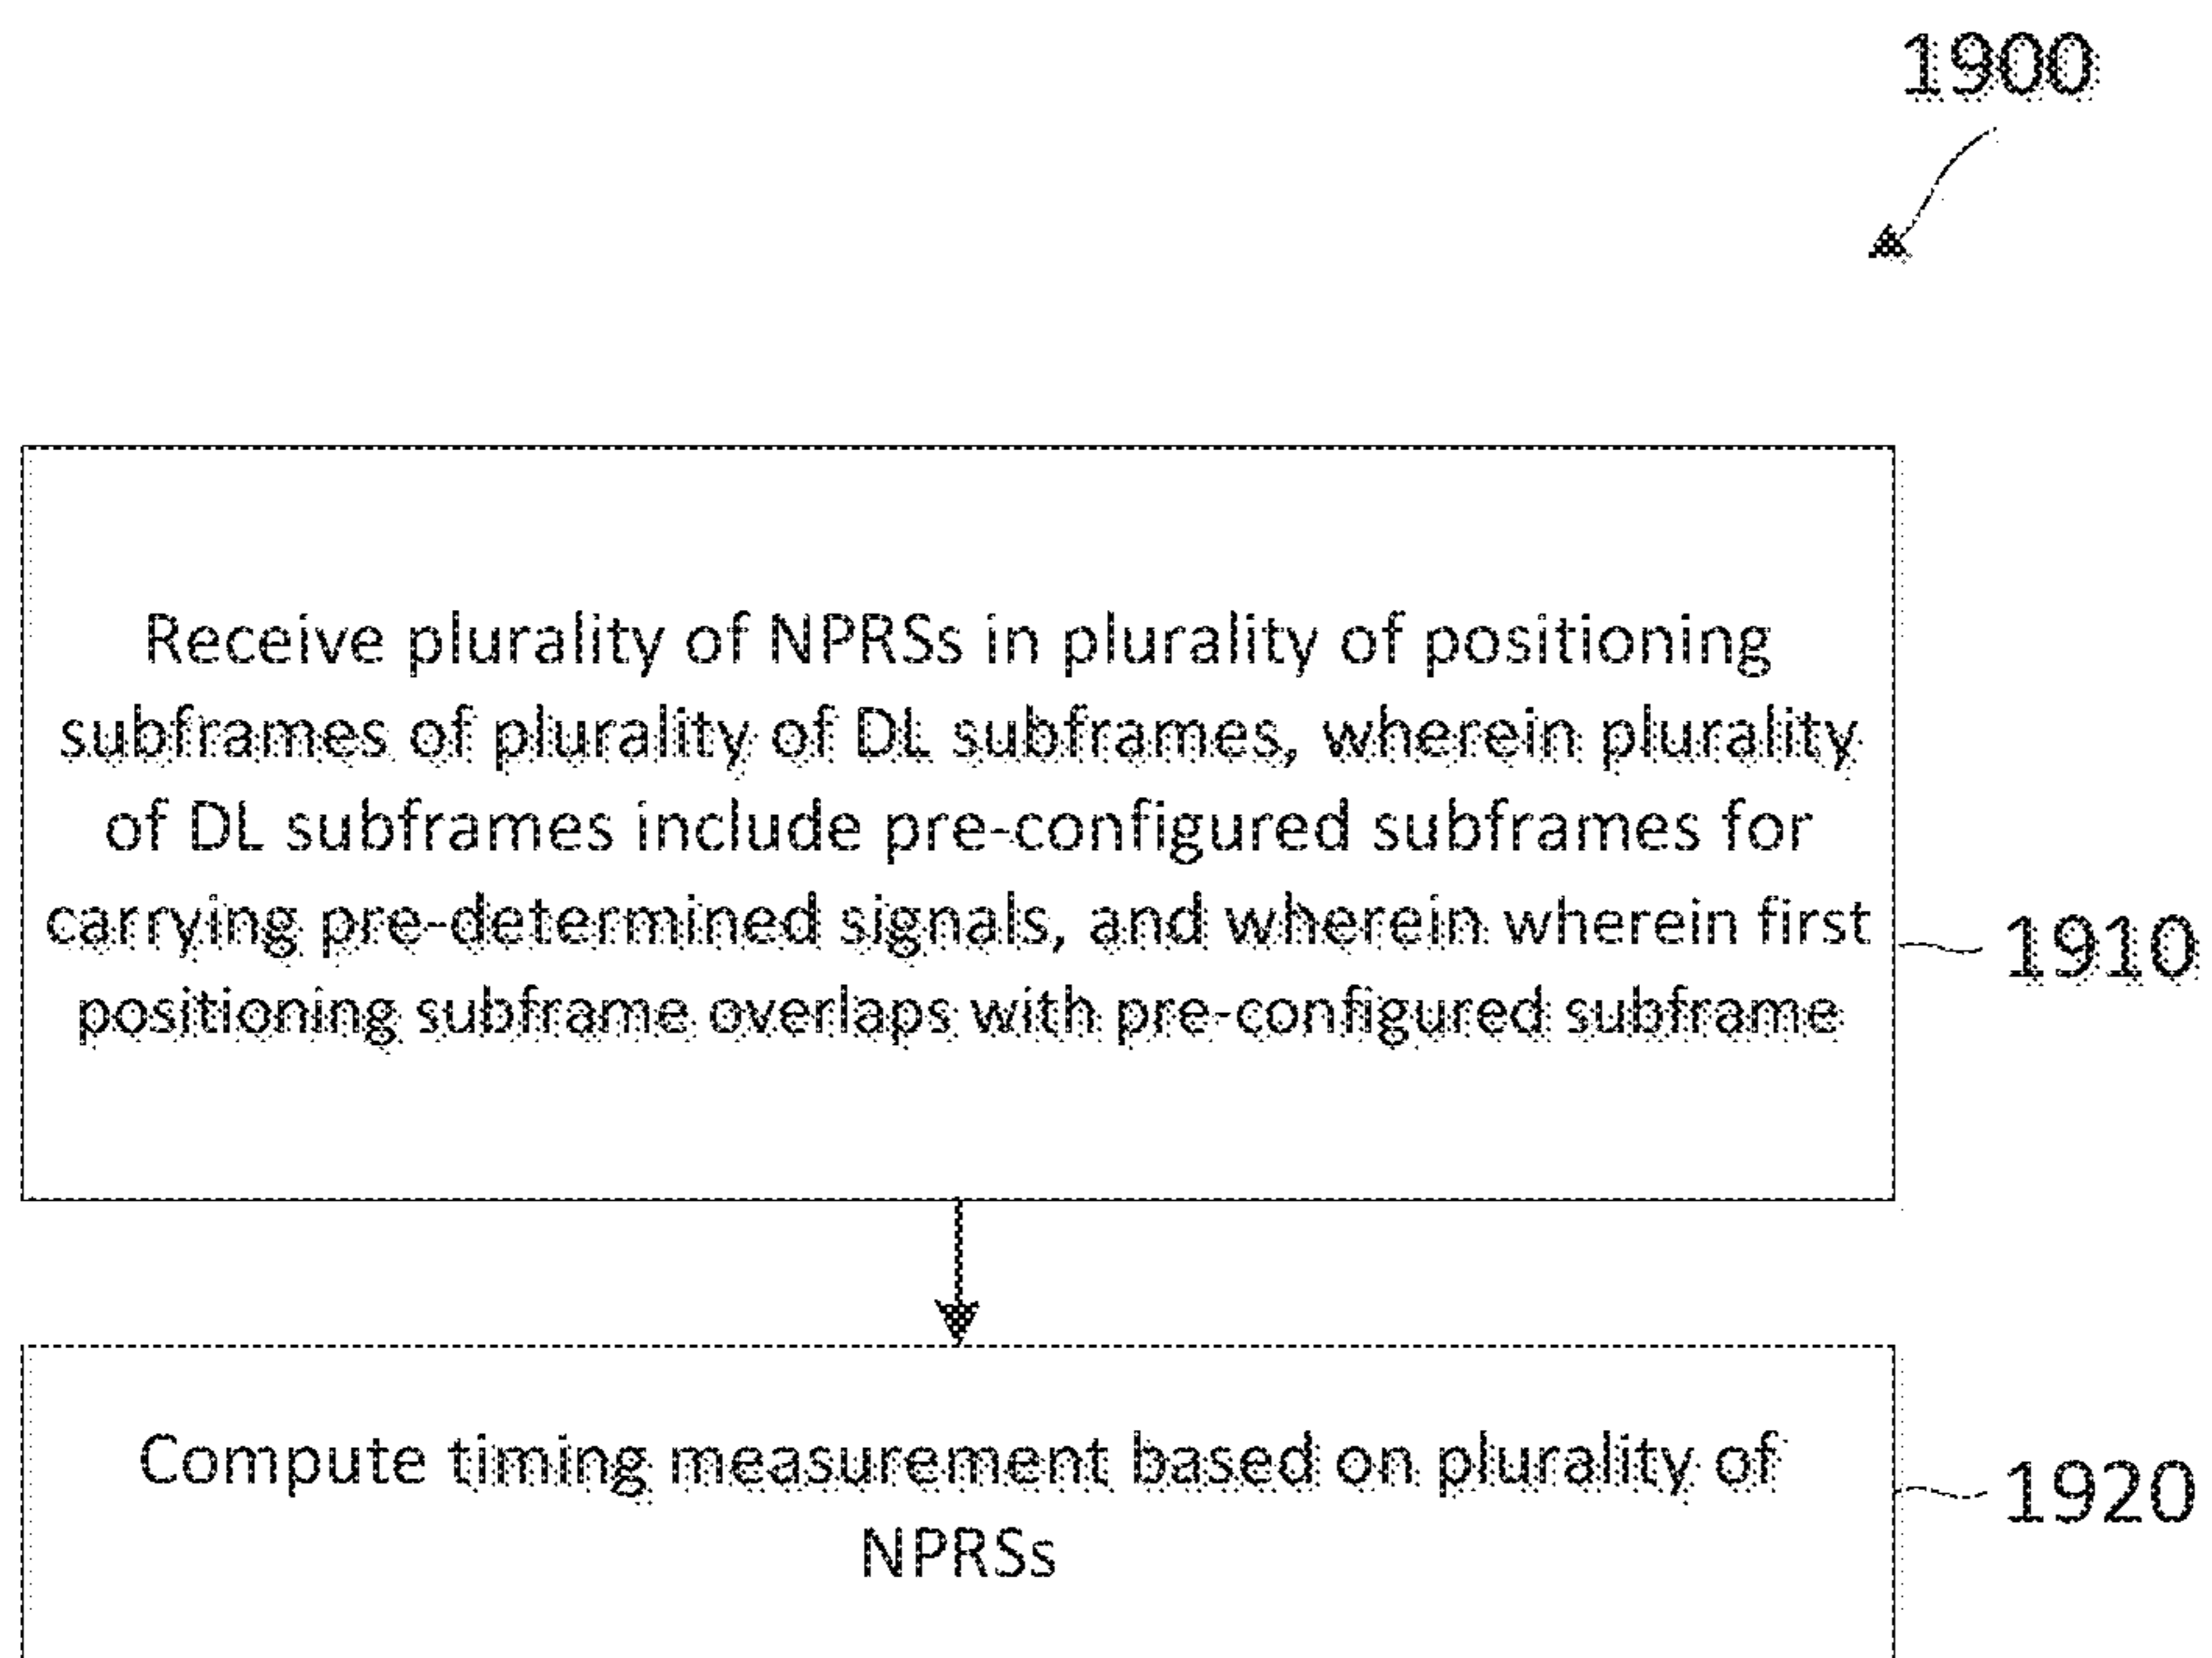 1900
Receive plurality of NPRSs in plurality of positioning
subframes of plurality of DL subframes, wherein plurality
of DL subframes include pre-configured subframes for
carrying pre-determined signals, and wherein wherein first
positioning subframe overlaps with pre-configured subframe
1910
Compute timing measurement based on plurality of
NPRSs
1920